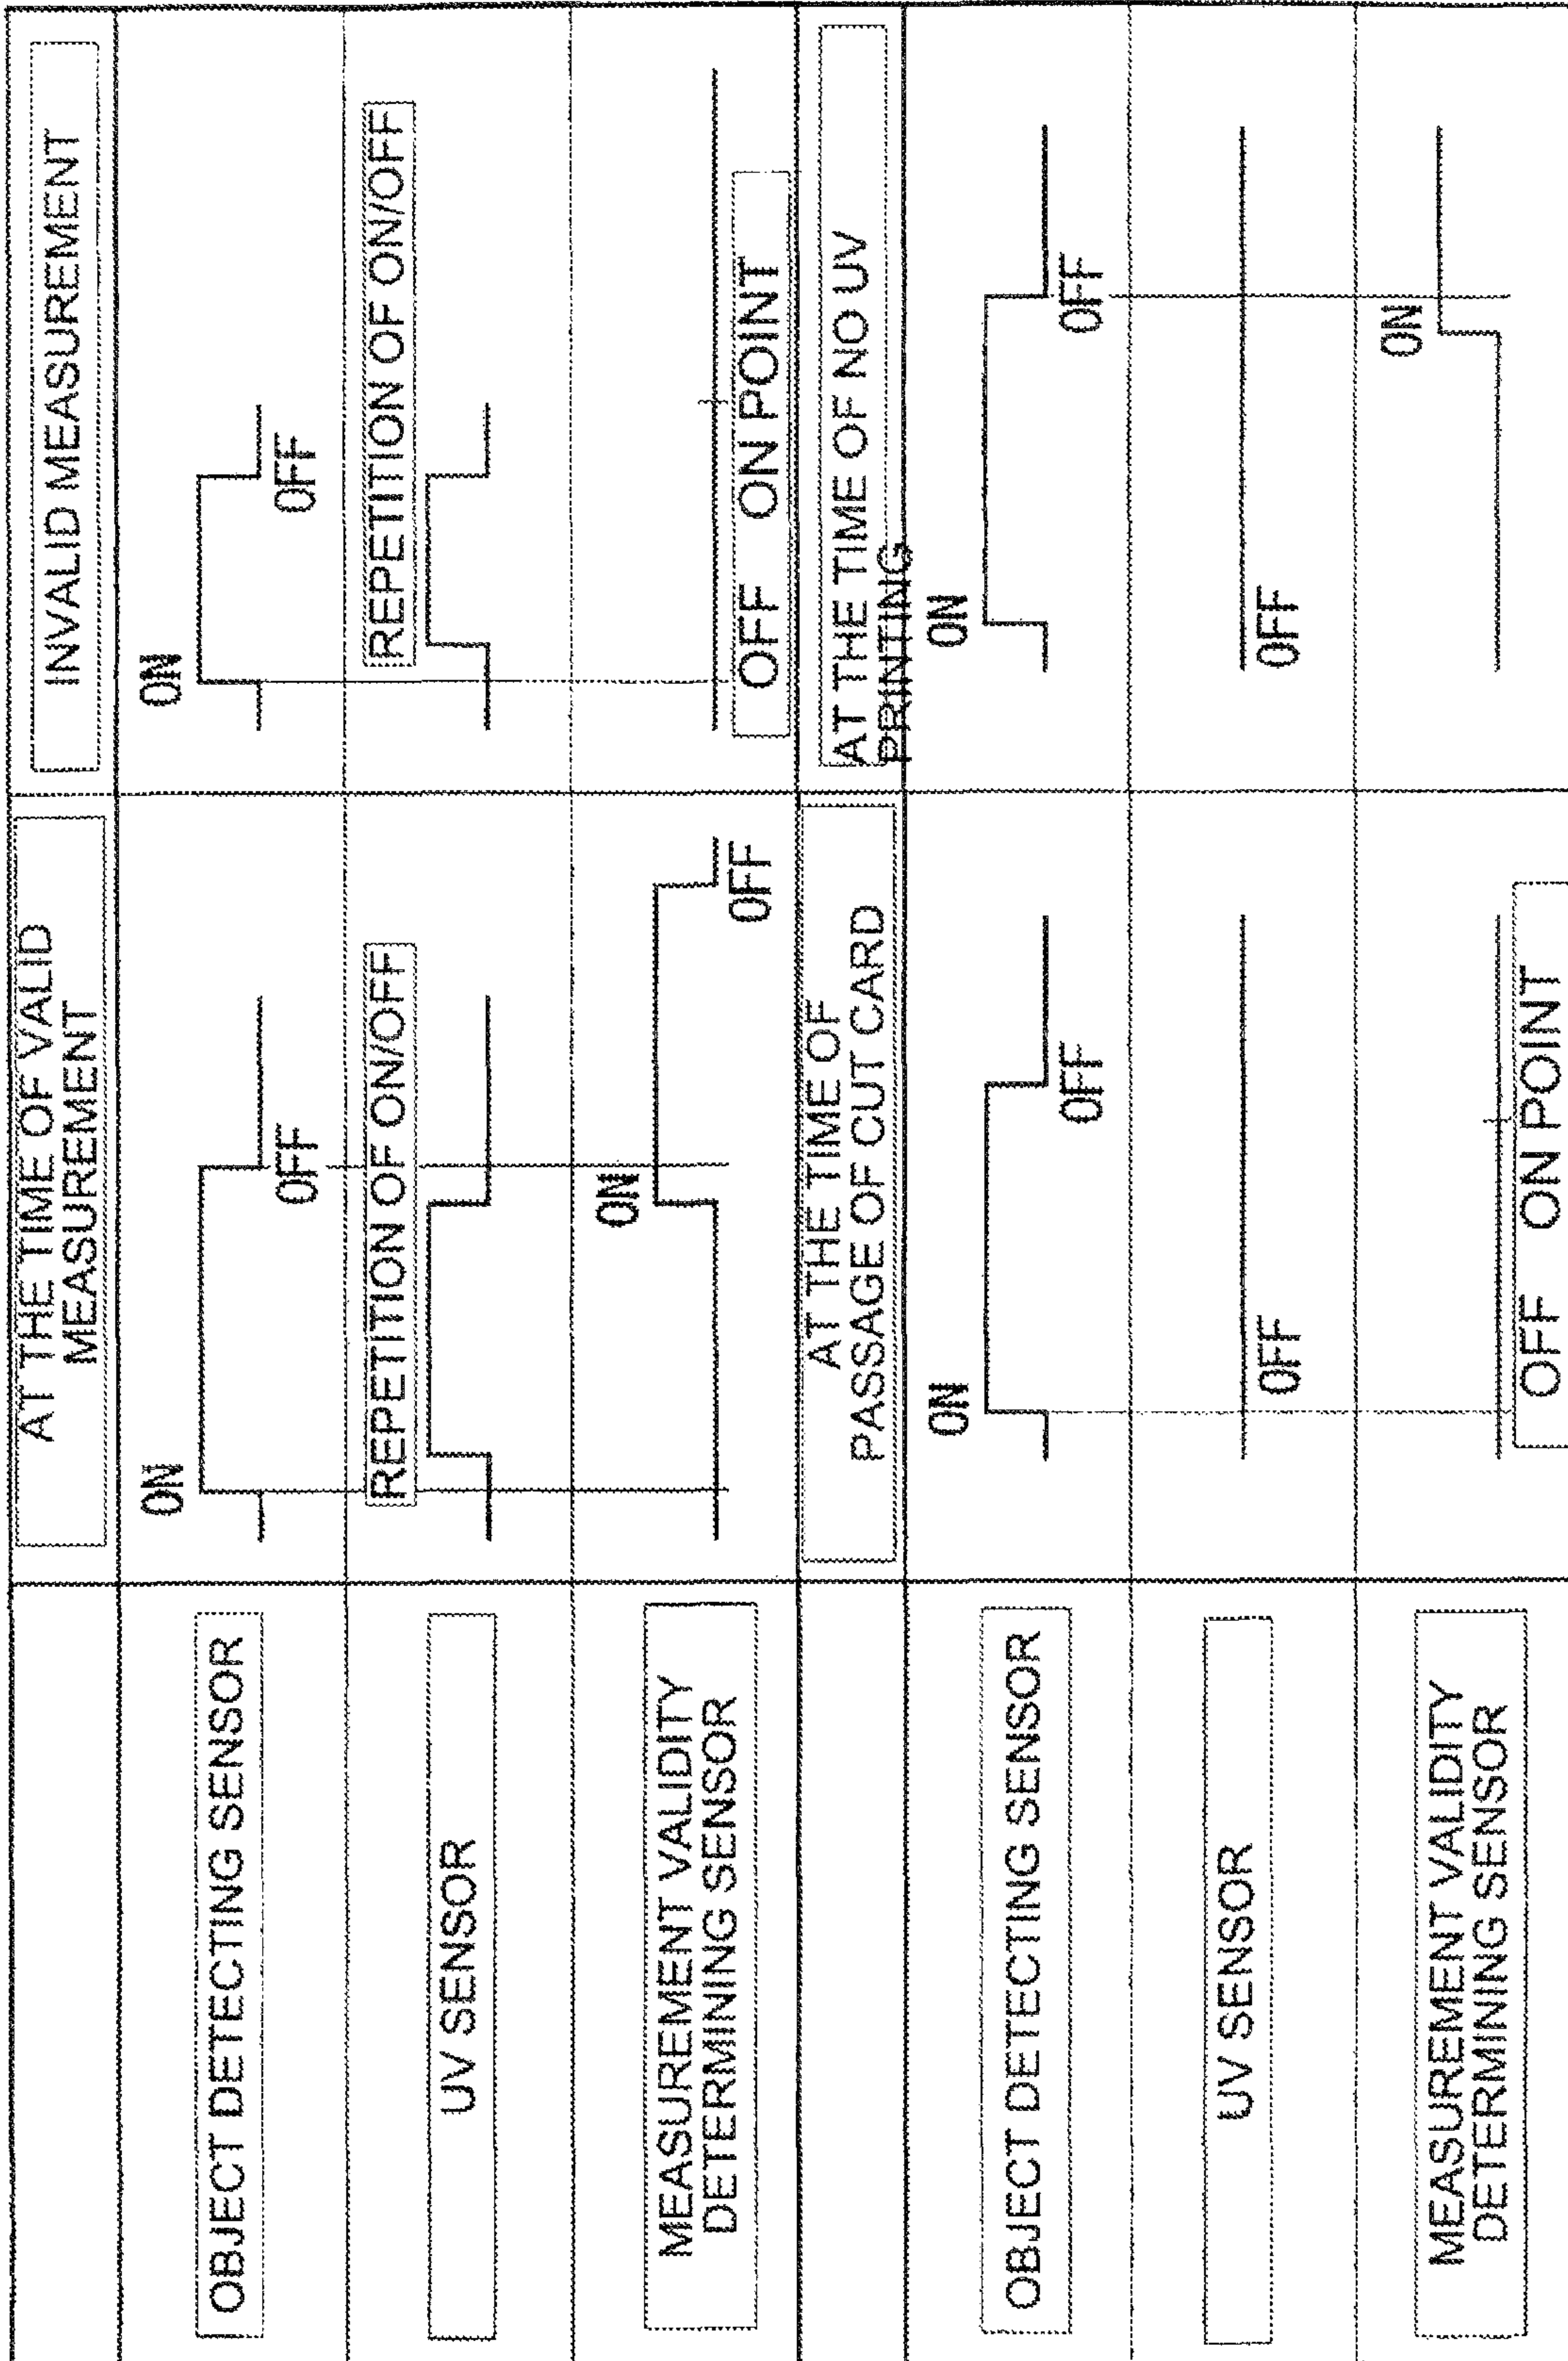 AT THE TIME OF VALID
MEASUREMENT
INVALID MEASUREMENT
OBJECT DETECTING SENSOR
ON
OFF
ON
OFF
UV SENSOR
REPETITION OF ON/OFF
REPETITION OF ON/OFF
MEASUREMENT VALIDITY
DETERMINING SENSOR
ON
OFF
OFF ON POINT
AT THE TIME OF
PASSAGE OF CUT CARD
AT THE TIME OF NO UV
PRINTING
OBJECT DETECTING SENSOR
ON
OFF
ON
OFF
UV SENSOR
OFF
OFF
MEASUREMENT VALIDITY
DETERMINING SENSOR
OFF ON POINT
ON